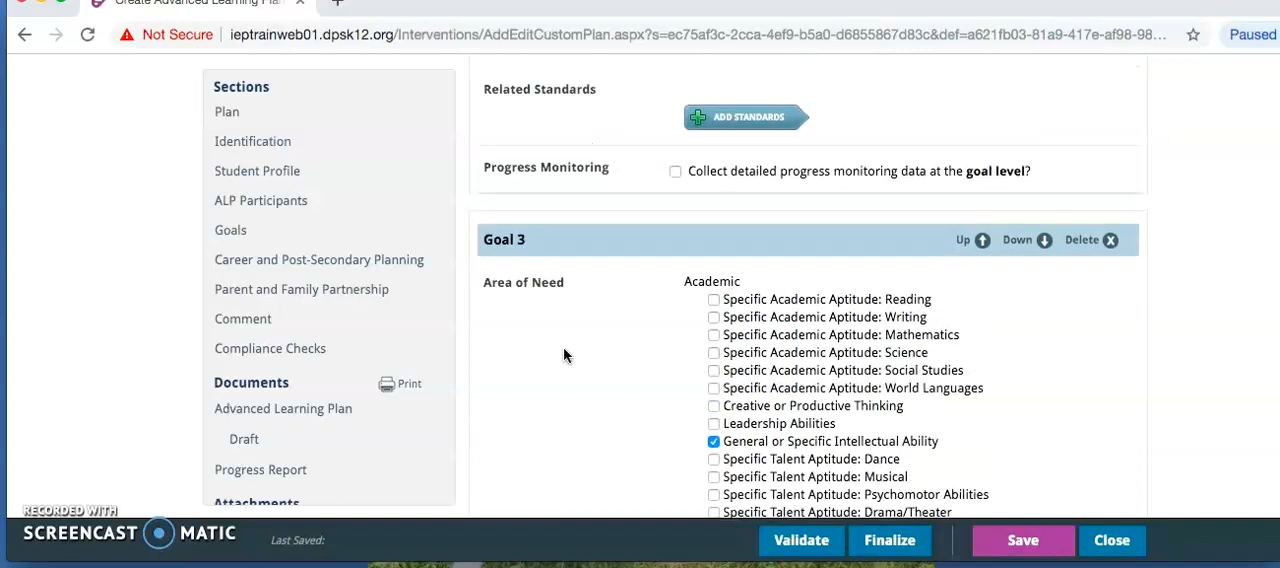 Create Advanced Learning Plan
Not Secure
ieptrainweb01.dpsk12.org/Interventions/AddEditCustomPlan.aspx?s=ec75af3c-2cca-4ef9-b5a0-d6855867d83c&def=a621fb03-81a9-417e-af98-98...
Paused
Sections
Plan
Identification
Student Profile
ALP Participants
Goals
Career and Post-Secondary Planning
Parent and Family Partnership
Comment
Compliance Checks
Documents
Print
Advanced Learning Plan
Draft
Progress Report
Attachments
Related Standards
ADD STANDARDS
Progress Monitoring
Collect detailed progress monitoring data at the goal level?
Goal 3
Up Down Delete
Area of Need
Academic
Specific Academic Aptitude: Reading
Specific Academic Aptitude: Writing
Specific Academic Aptitude: Mathematics
Specific Academic Aptitude: Science
Specific Academic Aptitude: Social Studies
Specific Academic Aptitude: World Languages
Creative or Productive Thinking
Leadership Abilities
General or Specific Intellectual Ability
Specific Talent Aptitude: Dance
Specific Talent Aptitude: Musical
Specific Talent Aptitude: Psychomotor Abilities
Specific Talent Aptitude: Drama/Theater
RECORDED WITH
SCREENCAST MATIC
Last Saved:
Validate
Finalize
Save
Close